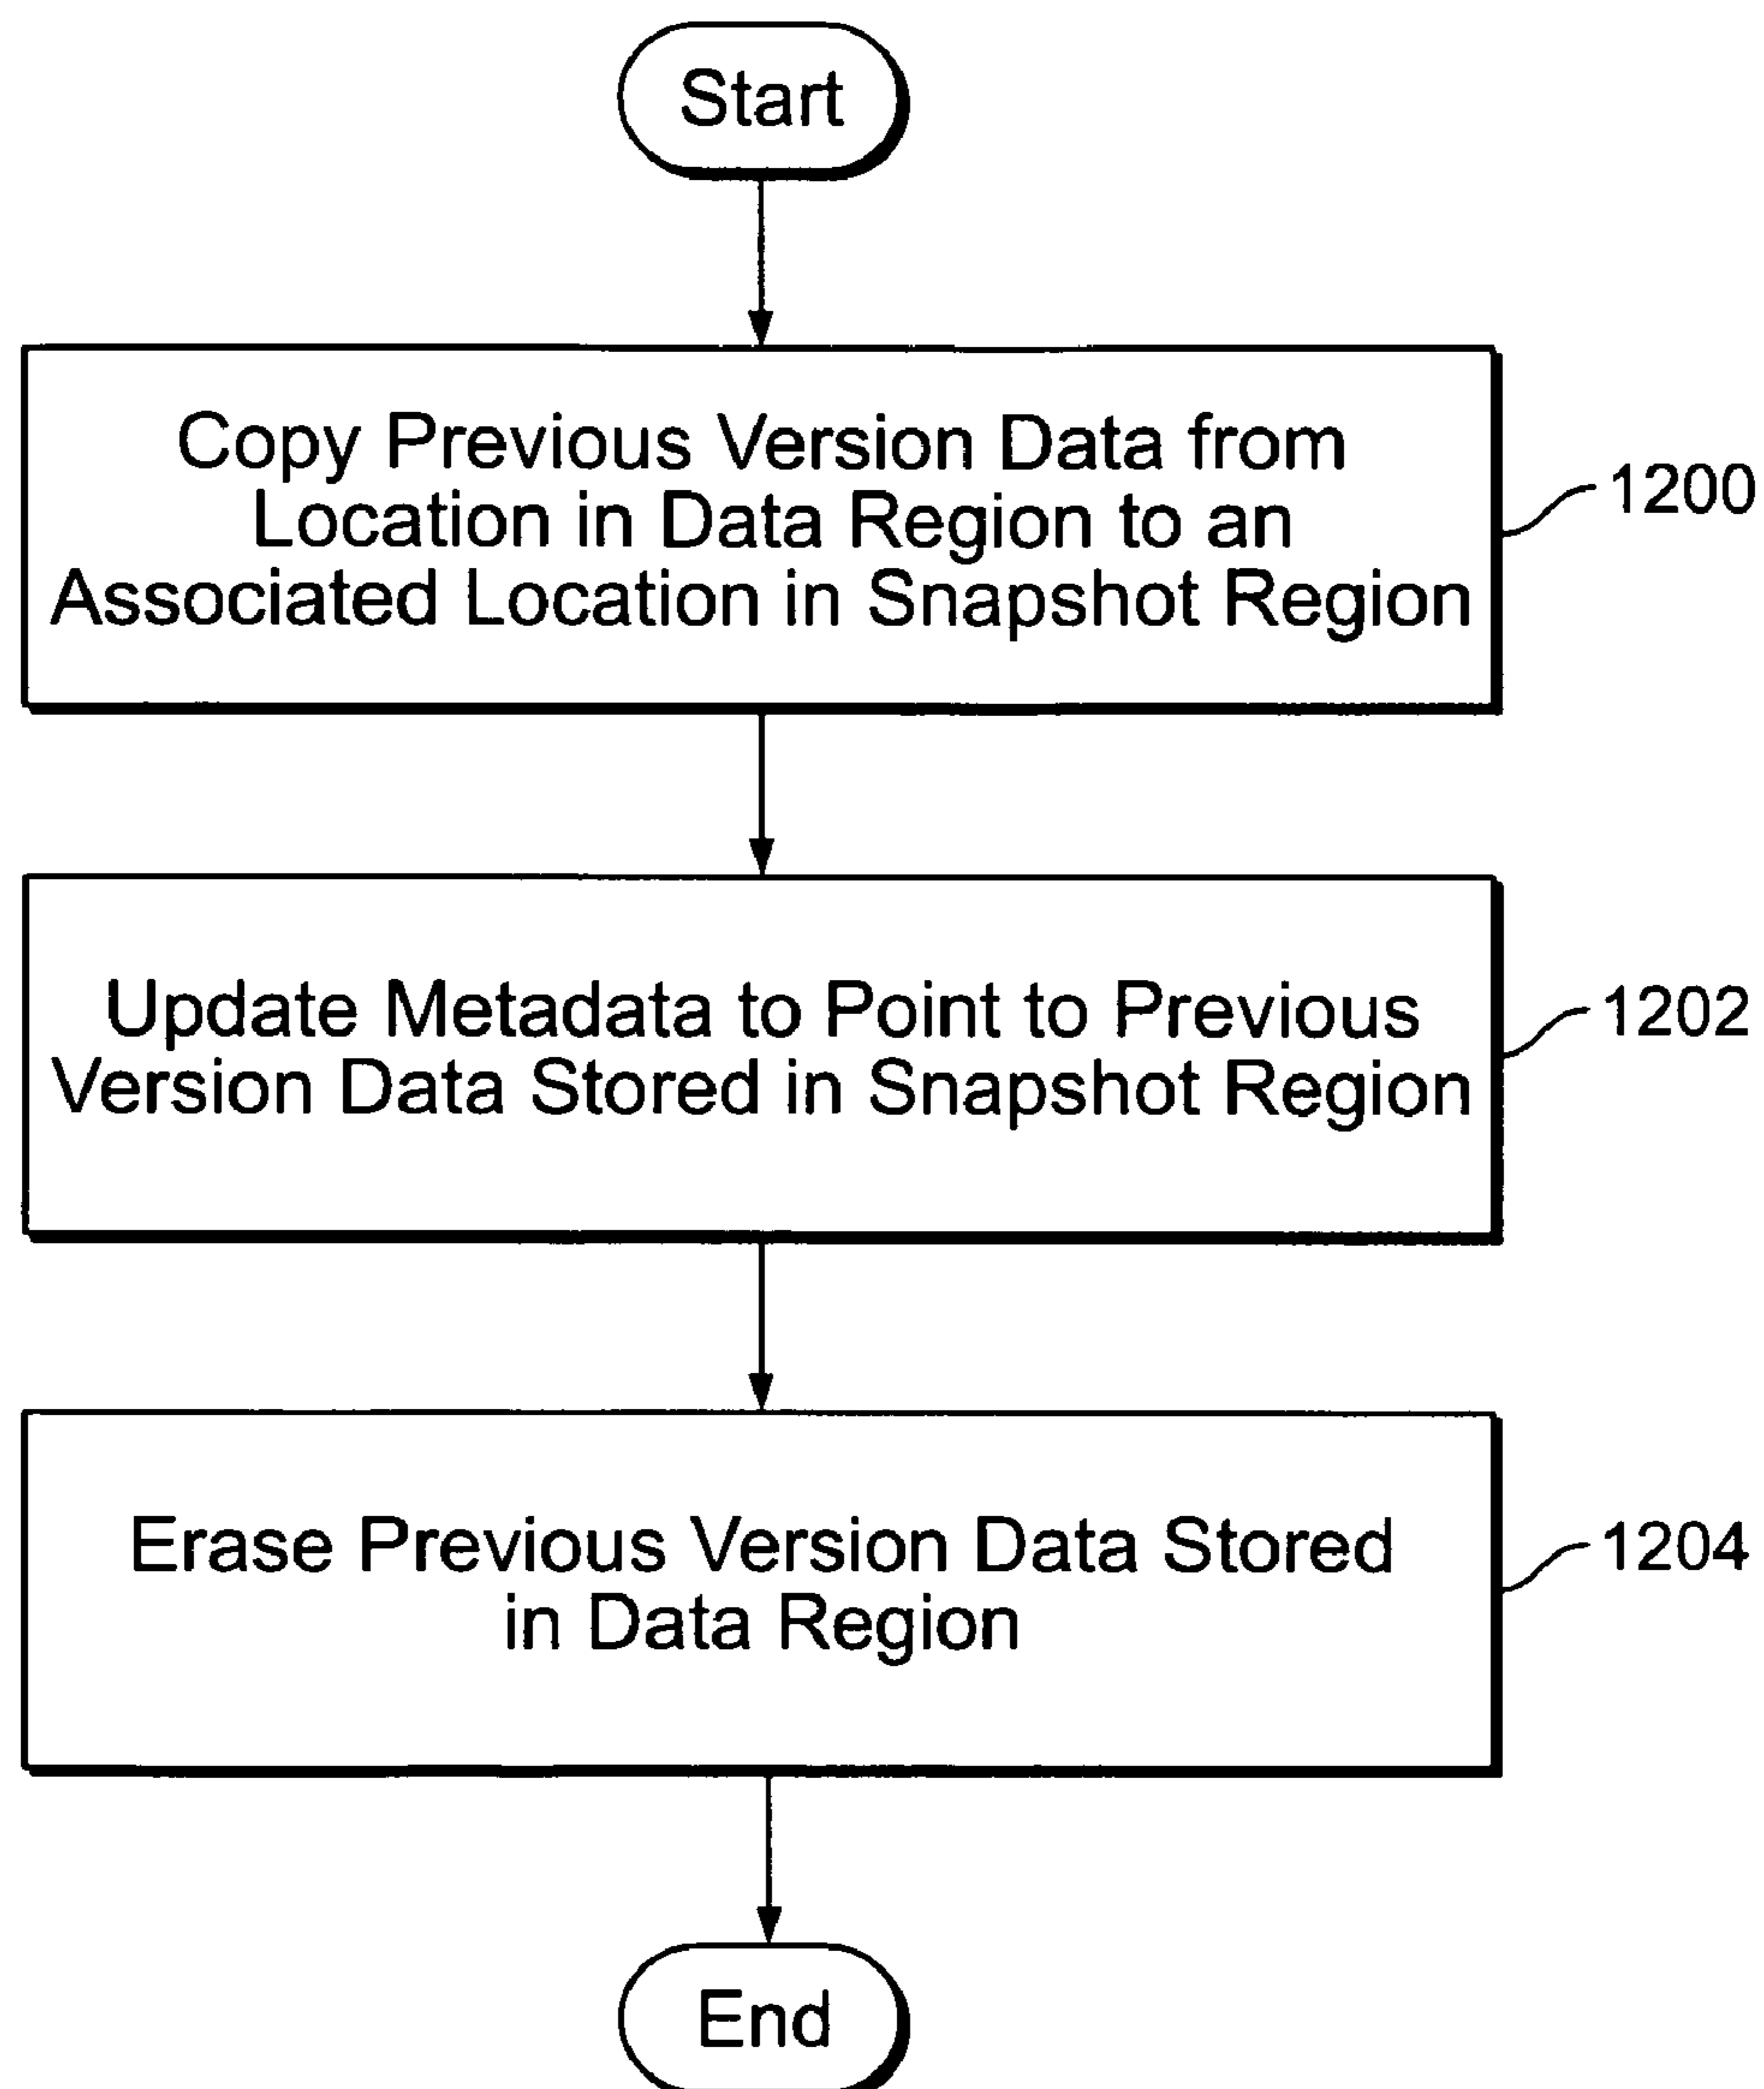 Start
Copy Previous Version Data from
Location in Data Region to an
Associated Location in Snapshot Region
1200
Update Metadata to Point to Previous
Version Data Stored in Snapshot Region
1202
Erase Previous Version Data Stored
in Data Region
1204
End